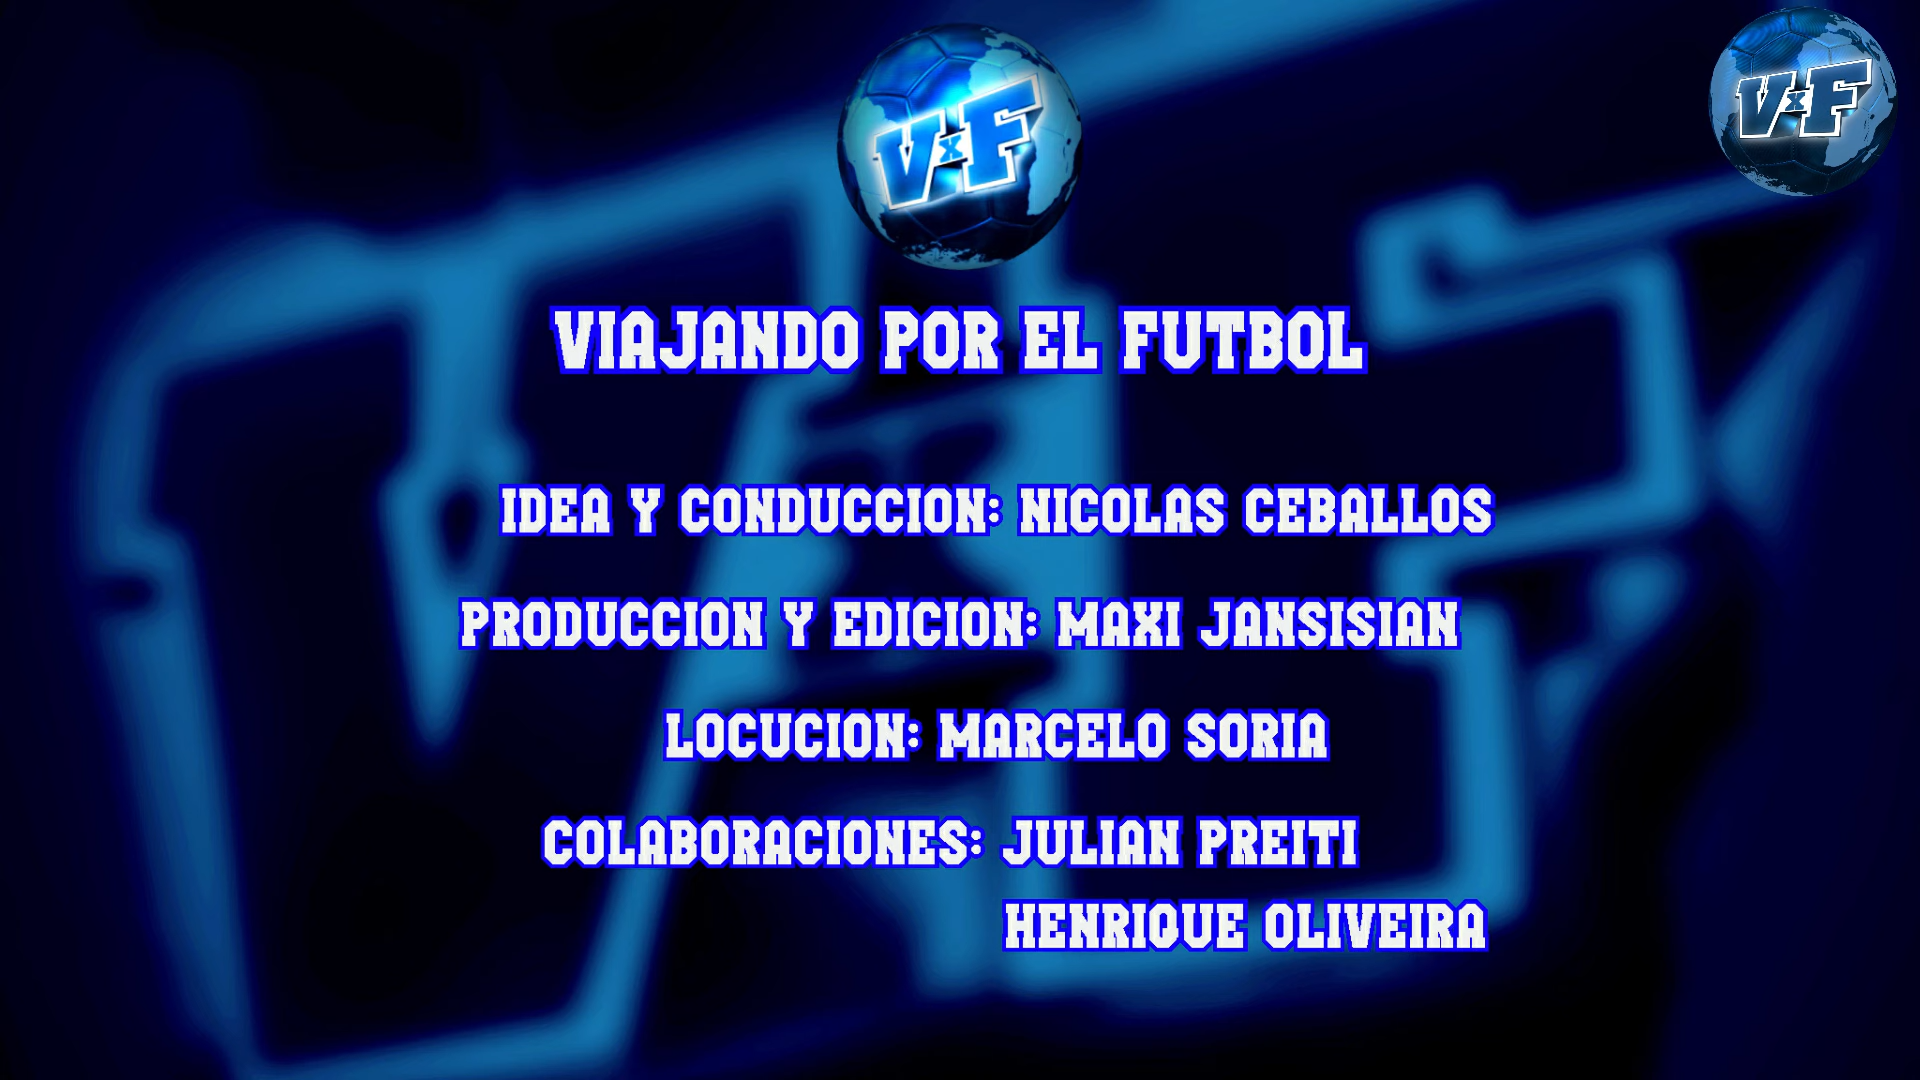 VxF
VxF
VIAJANDO POR EL FUTBOL
IDEA Y CONDUCCION: NICOLAS CEBALLOS
PRODUCCION Y EDICION: MAXI JANSISIAN
LOCUCION: MARCELO SORIA
COLABORACIONES: JULIAN PREITI
HENRIQUE OLIVEIRA